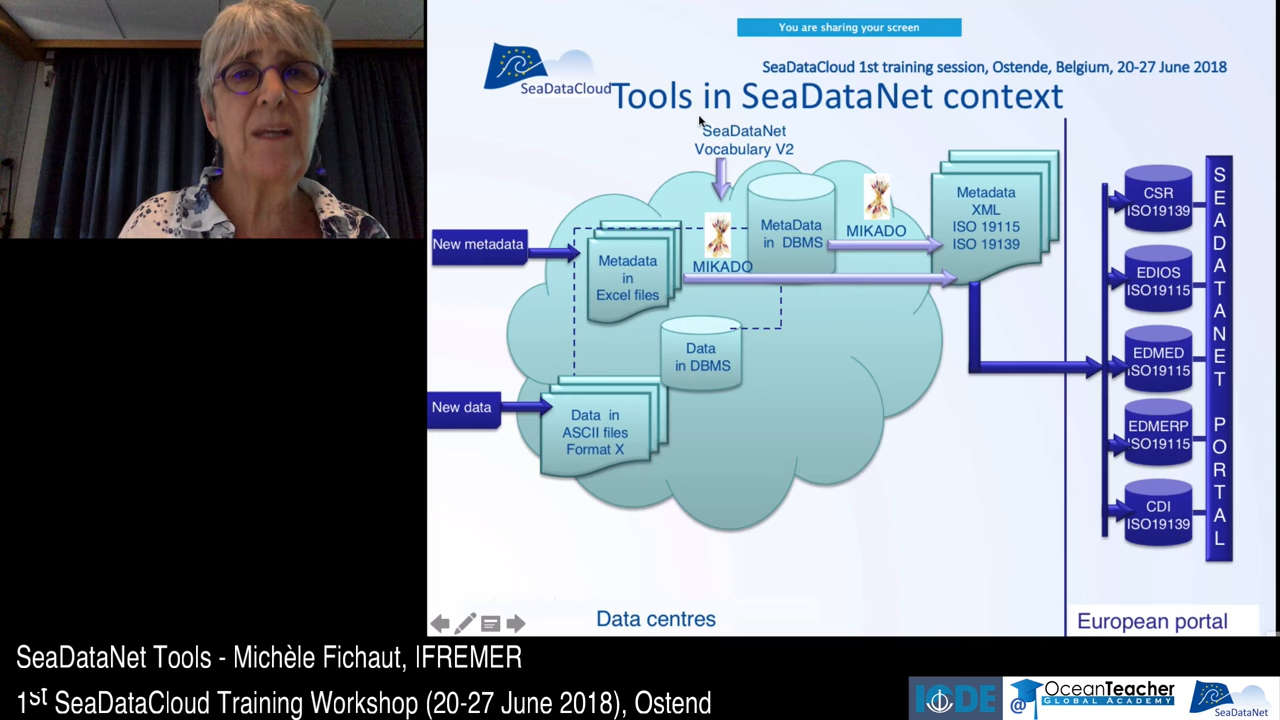 You are sharing your screen
SeaDataCloud
SeaDataCloud 1st training session, Ostende, Belgium, 20-27 June 2018
Tools in SeaDataNet context
SeaDataNet
Vocabulary V2
New metadata
Metadata
in
Excel files
MIKADO
MetaData
in DBMS
MIKADO
Metadata
XML
ISO 19115
ISO 19139
Data
in DBMS
New data
Data in
ASCII files
Format X
CSR
ISO19139
EDIOS
ISO19115
EDMED
ISO19115
EDMERP
ISO19115
CDI
ISO19139
SEADATANET PORTAL
Data centres
European portal
SeaDataNet Tools - Michèle Fichaut, IFREMER
1st SeaDataCloud Training Workshop (20-27 June 2018), Ostend
IODE
@
OceanTeacher
GLOBAL ACADEMY
SeaDataNet